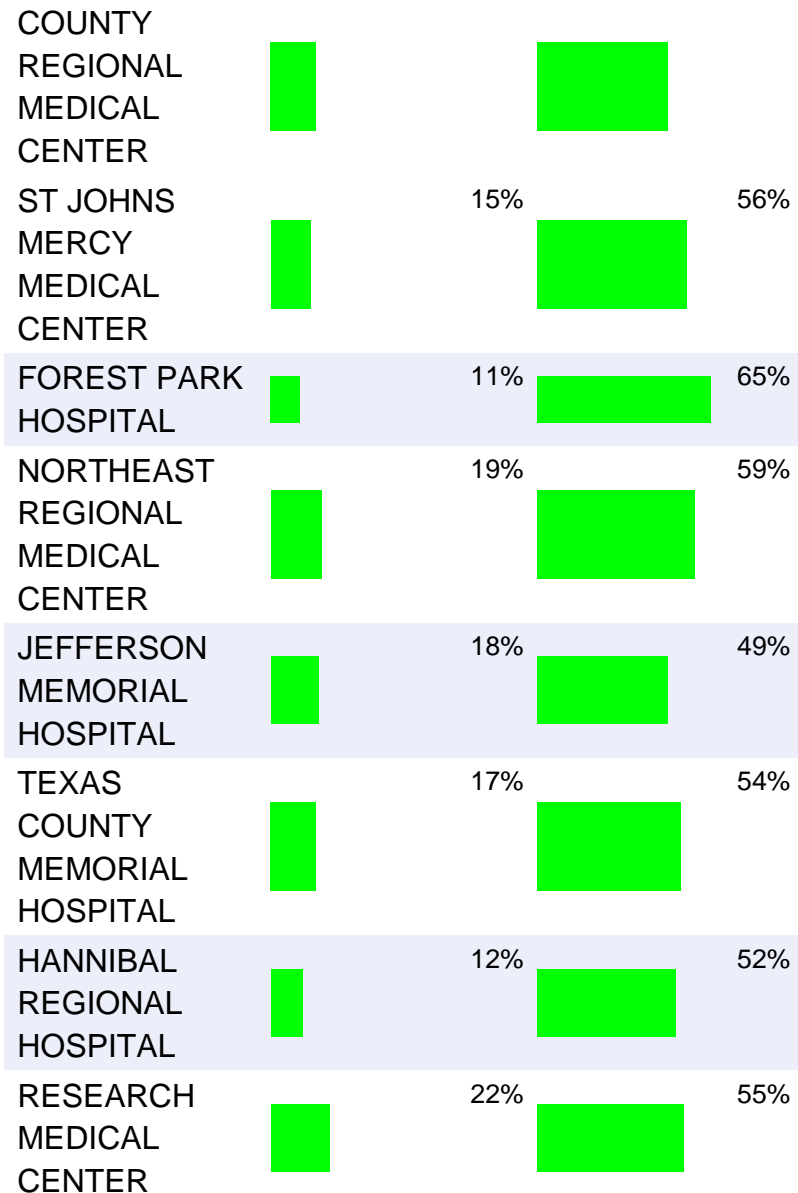 COUNTY
REGIONAL
MEDICAL
CENTER
ST JOHNS 15% 56%
MERCY
MEDICAL
CENTER
FOREST PARK 11% 65%
HOSPITAL
NORTHEAST 19% 59%
REGIONAL
MEDICAL
CENTER
JEFFERSON 18% 49%
MEMORIAL
HOSPITAL
TEXAS 17% 54%
COUNTY
MEMORIAL
HOSPITAL
HANNIBAL 12% 52%
REGIONAL
HOSPITAL
RESEARCH 22% 55%
MEDICAL
CENTER